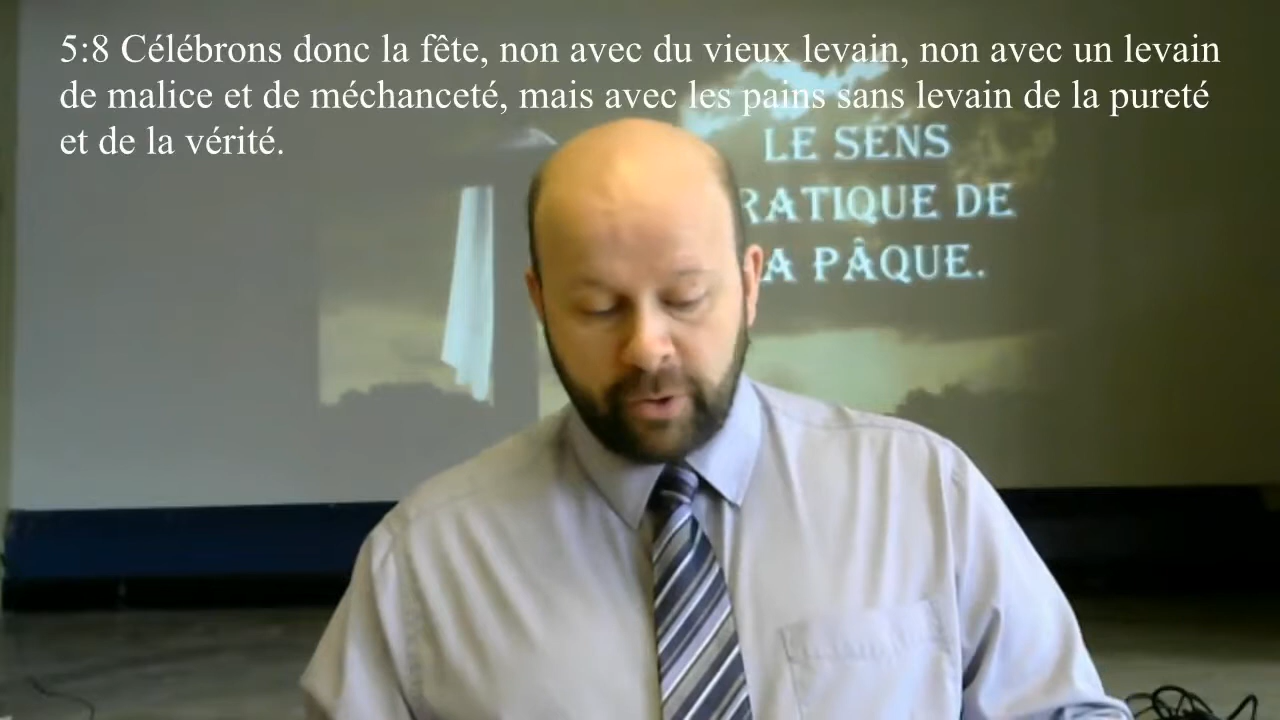 5:8 Célébrons donc la fête, non avec du vieux levain, non avec un levain
de malice et de méchanceté, mais avec les pains sans levain de la pureté
et de la vérité.
LE SENS
RATIQUE DE
A PÂQUE.